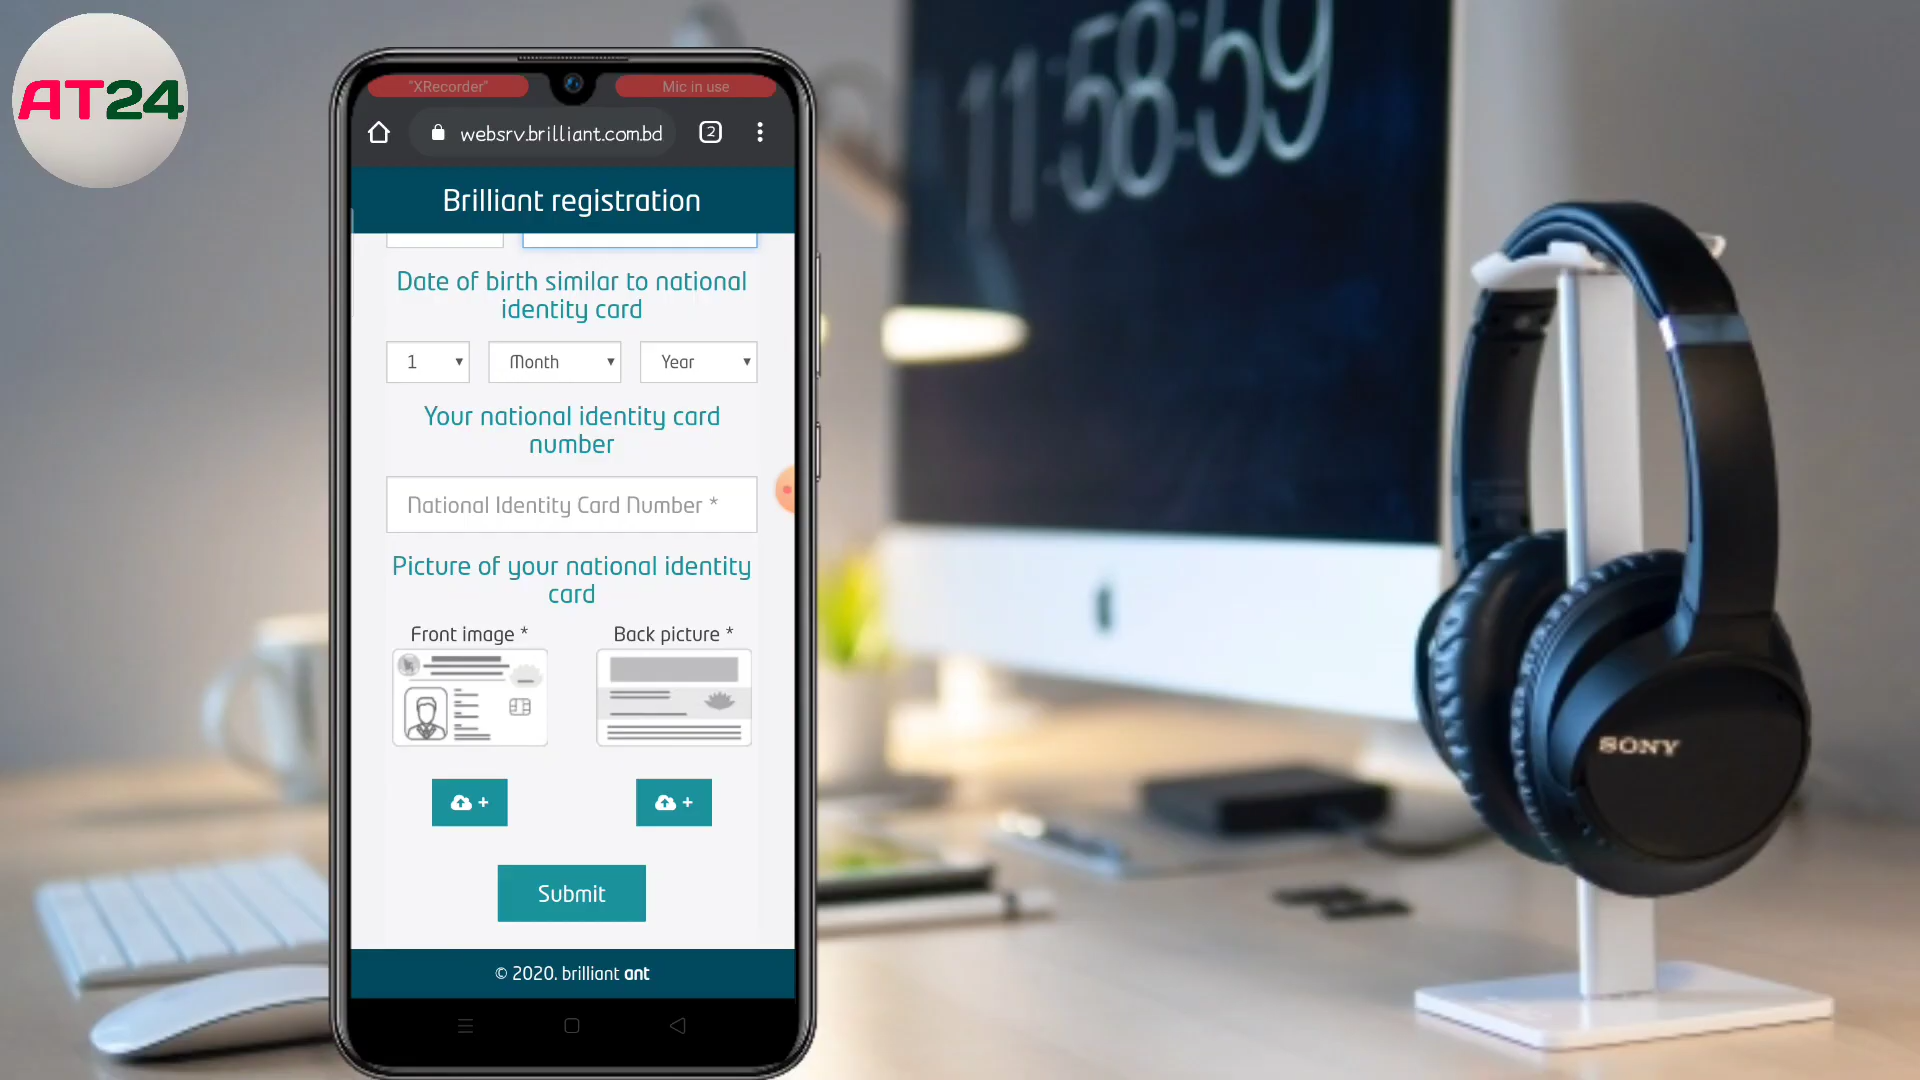 AT24
11:58:59
"XRecorder"
Mic in use
websrv.brilliant.com.bd
2
Brilliant registration
Date of birth similar to national
identity card
1
Month
Year
Your national identity card
number
National Identity Card Number *
Picture of your national identity
card
Front image *
Back picture *
+
+
Submit
© 2020. brilliant ant
SONY